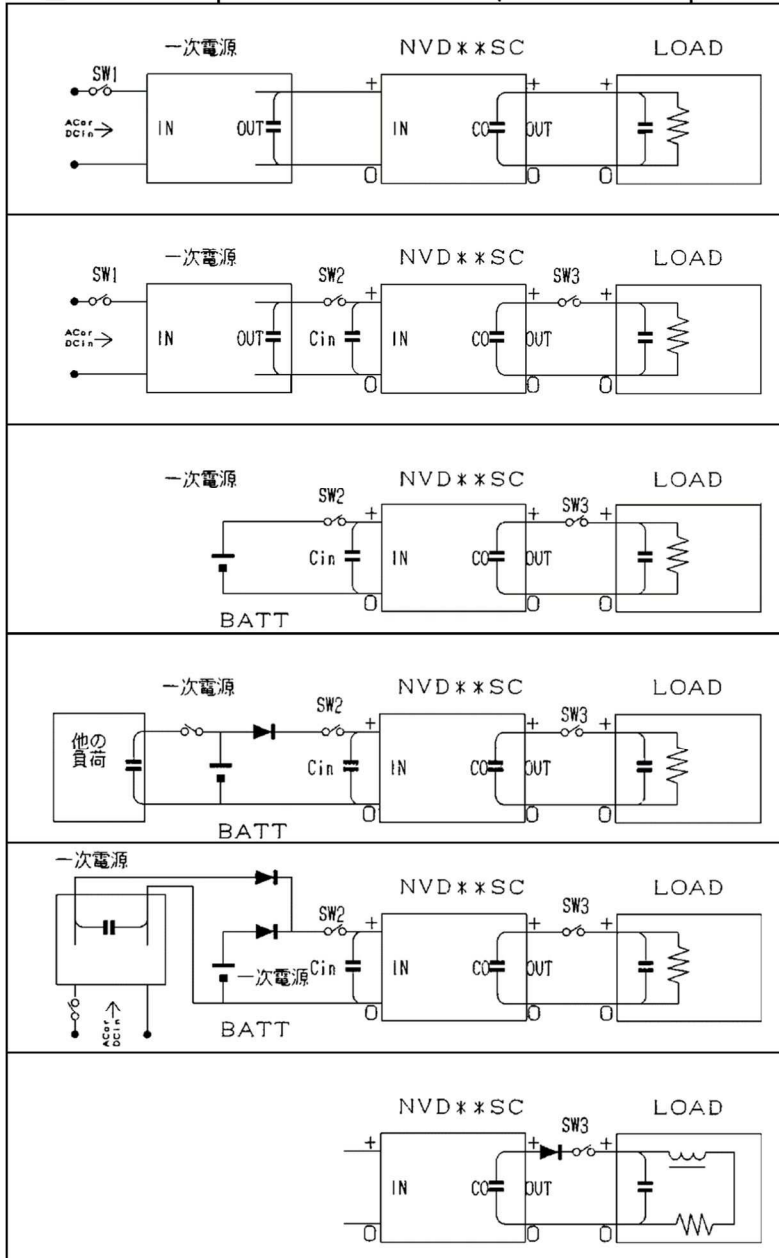 一次電源 NVD**SC LOAD
SW1 + + +
ACor
DCin → IN OUT IN CO OUT
0 0 0
一次電源 NVD**SC LOAD
SW1 SW2 + SW3 + +
ACor
DCin → IN OUT Cin IN CO OUT
0 0 0
一次電源 NVD**SC LOAD
SW2 + + SW3 +
Cin IN CO OUT
0 0 0
BATT
一次電源 NVD**SC LOAD
SW2 + + SW3 +
他の
負荷 Cin IN CO OUT
0 0 0
BATT
一次電源
NVD**SC LOAD
SW2 + + SW3 +
一次電源 Cin IN CO OUT
0 0 0
ACor
DCin → BATT
NVD**SC LOAD
+ + SW3 +
IN CO OUT
0 0 0